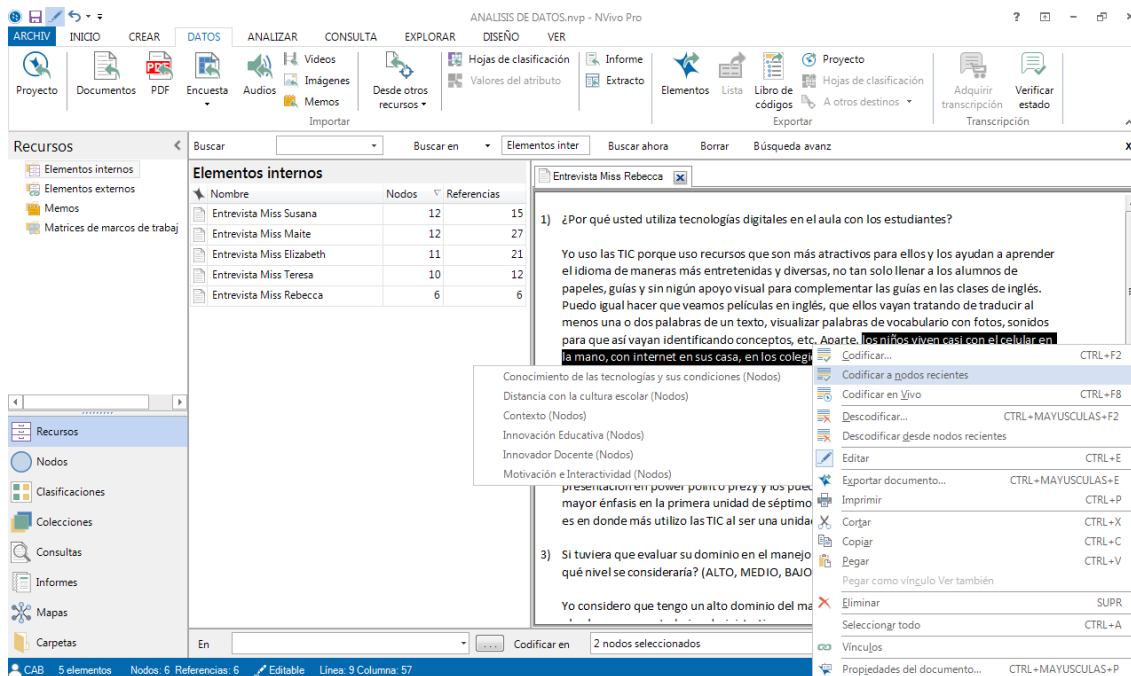 ANALISIS DE DATOS.nvp - NVivo Pro
ARCHIV INICIO CREAR DATOS ANALIZAR CONSULTA EXPLORAR DISEÑO VER
Proyecto
Documentos
PDF
Encuesta
Audios
Videos
Imágenes
Memos
Desde otros
recursos
Hojas de clasificación
Valores del atributo
Informe
Extracto
Elementos
Lista
Libro de
códigos
Proyecto
Hojas de clasificación
A otros destinos
Adquirir
transcripción
Verificar
estado
Importar
Exportar
Transcripción
Recursos
Elementos internos
Elementos externos
Memos
Matrices de marcos de trabaj
Buscar Buscar en Elementos inter Buscar ahora Borrar Búsqueda avanz X
Elementos internos
Nombre Nodos Referencias
Entrevista Miss Susana 12 15
Entrevista Miss Maite 12 27
Entrevista Miss Elizabeth 11 21
Entrevista Miss Teresa 10 12
Entrevista Miss Rebecca 6 6
Entrevista Miss Rebecca
1) ¿Por qué usted utiliza tecnologías digitales en el aula con los estudiantes?
Yo uso las TIC porque uso recursos que son más atractivos para ellos y los ayudan a aprender
el idioma de maneras más entretenidas y diversas, no tan solo llenar a los alumnos de
papeles, guías y sin nigún apoyo visual para complementar las guías en las clases de inglés.
Puedo igual hacer que veamos películas en inglés, que ellos vayan tratando de traducir al
menos una o dos palabras de un texto, visualizar palabras de vocabulario con fotos, sonidos
para que así vayan identificando conceptos, etc. Aparte, los niños viven casi con el celular en
la mano, con internet en sus casa, en los colegi
presentación en power point o prezy y los pued
mayor énfasis en la primera unidad de séptimo
es en donde más utilizo las TIC al ser una unida
3) Si tuviera que evaluar su dominio en el manejo
qué nivel se consideraría? (ALTO, MEDIO, BAJO
Yo considero que tengo un alto dominio del ma
Conocimiento de las tecnologías y sus condiciones (Nodos)
Distancia con la cultura escolar (Nodos)
Contexto (Nodos)
Innovación Educativa (Nodos)
Innovador Docente (Nodos)
Motivación e Interactividad (Nodos)
Codificar... CTRL+F2
Codificar a nodos recientes
Codificar en Vivo CTRL+F8
Descodificar... CTRL+MAYUSCULAS+F2
Descodificar desde nodos recientes
Editar CTRL+E
Exportar documento... CTRL+MAYUSCULAS+E
Imprimir CTRL+P
Cortar CTRL+X
Copiar CTRL+C
Pegar CTRL+V
Pegar como vínculo Ver también
Eliminar SUPR
Seleccionar todo CTRL+A
Vínculos
Propiedades del documento... CTRL+MAYUSCULAS+P
Recursos
Nodos
Clasificaciones
Colecciones
Consultas
Informes
Mapas
Carpetas
En ... Codificar en 2 nodos seleccionados
CAB 5 elementos Nodos: 6 Referencias: 6 Editable Línea: 9 Columna: 57